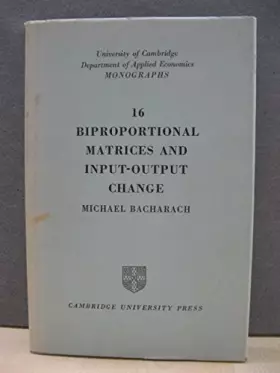 University of Cambridge
Department of Applied Economics
MONOGRAPHS
16
BIPROPORTIONAL
MATRICES AND
INPUT-OUTPUT
CHANGE
MICHAEL BACHARACH
CAMBRIDGE UNIVERSITY PRESS